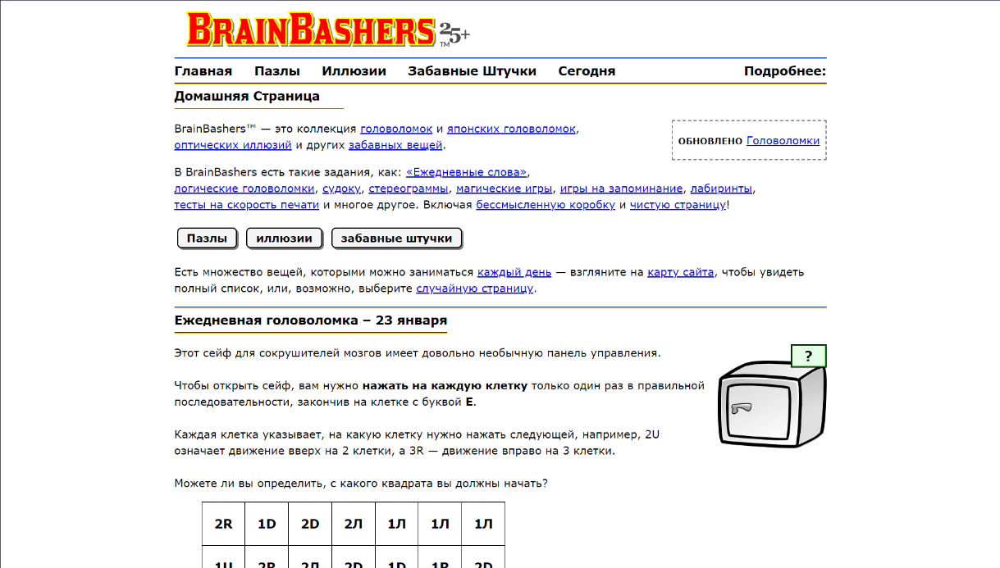 BRAINBASHERS 25+
TM
Главная Пазлы Иллюзии Забавные Штучки Сегодня Подробнее:
Домашняя Страница
BrainBashers™ — это коллекция головоломок и японских головоломок,
оптических иллюзий и других забавных вещей.
ОБНОВЛЕНО Головоломки
В BrainBashers есть такие задания, как: «Ежедневные слова»,
логические головоломки, судоку, стереограммы, магические игры, игры на запоминание, лабиринты,
тесты на скорость печати и многое другое. Включая бессмысленную коробку и чистую страницу!
Пазлы иллюзии забавные штучки
Есть множество вещей, которыми можно заниматься каждый день — взгляните на карту сайта, чтобы увидеть
полный список, или, возможно, выберите случайную страницу.
Ежедневная головоломка – 23 января
Этот сейф для сокрушителей мозгов имеет довольно необычную панель управления.
?
Чтобы открыть сейф, вам нужно нажать на каждую клетку только один раз в правильной
последовательности, закончив на клетке с буквой E.
Каждая клетка указывает, на какую клетку нужно нажать следующей, например, 2U
означает движение вверх на 2 клетки, а 3R — движение вправо на 3 клетки.
Можете ли вы определить, с какого квадрата вы должны начать?
2R 1D 2D 2Л 1Л 1Л 1Л
1U 2R 2Л 2D 1D 1R 2D